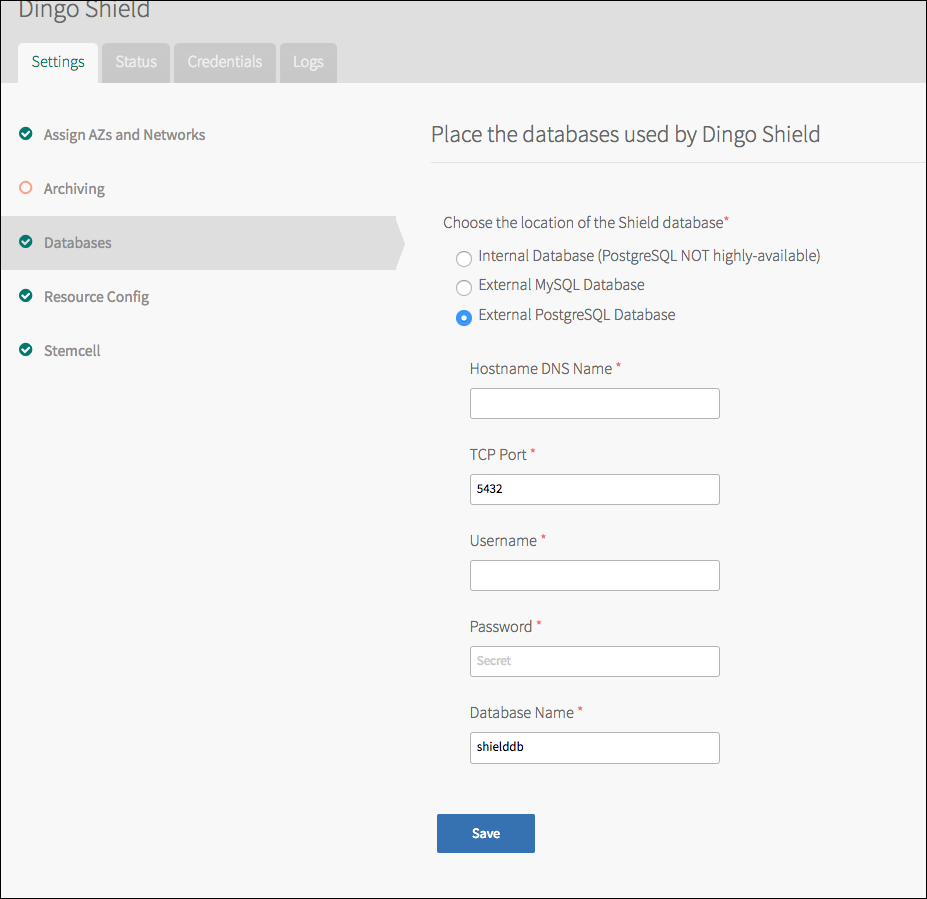 Dingo Shield
Settings
Status
Credentials
Logs
Assign AZs and Networks
Archiving
Databases
Resource Config
Stemcell
Place the databases used by Dingo Shield
Choose the location of the Shield database*
Internal Database (PostgreSQL NOT highly-available)
External MySQL Database
External PostgreSQL Database
Hostname DNS Name *
TCP Port *
5432
Username *
Password *
Secret
Database Name *
shielddb
Save